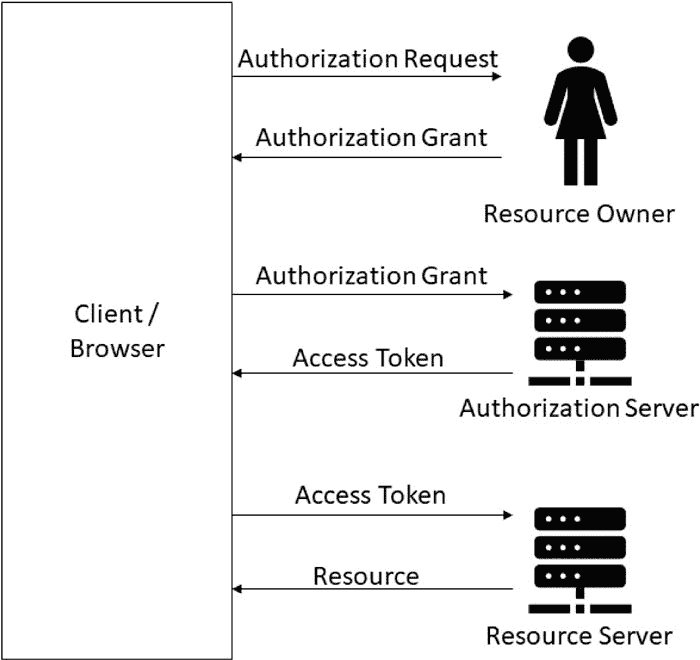 Authorization Request
Authorization Grant
Resource Owner
Authorization Grant
Client /
Browser
Access Token
Authorization Server
Access Token
Resource
Resource Server